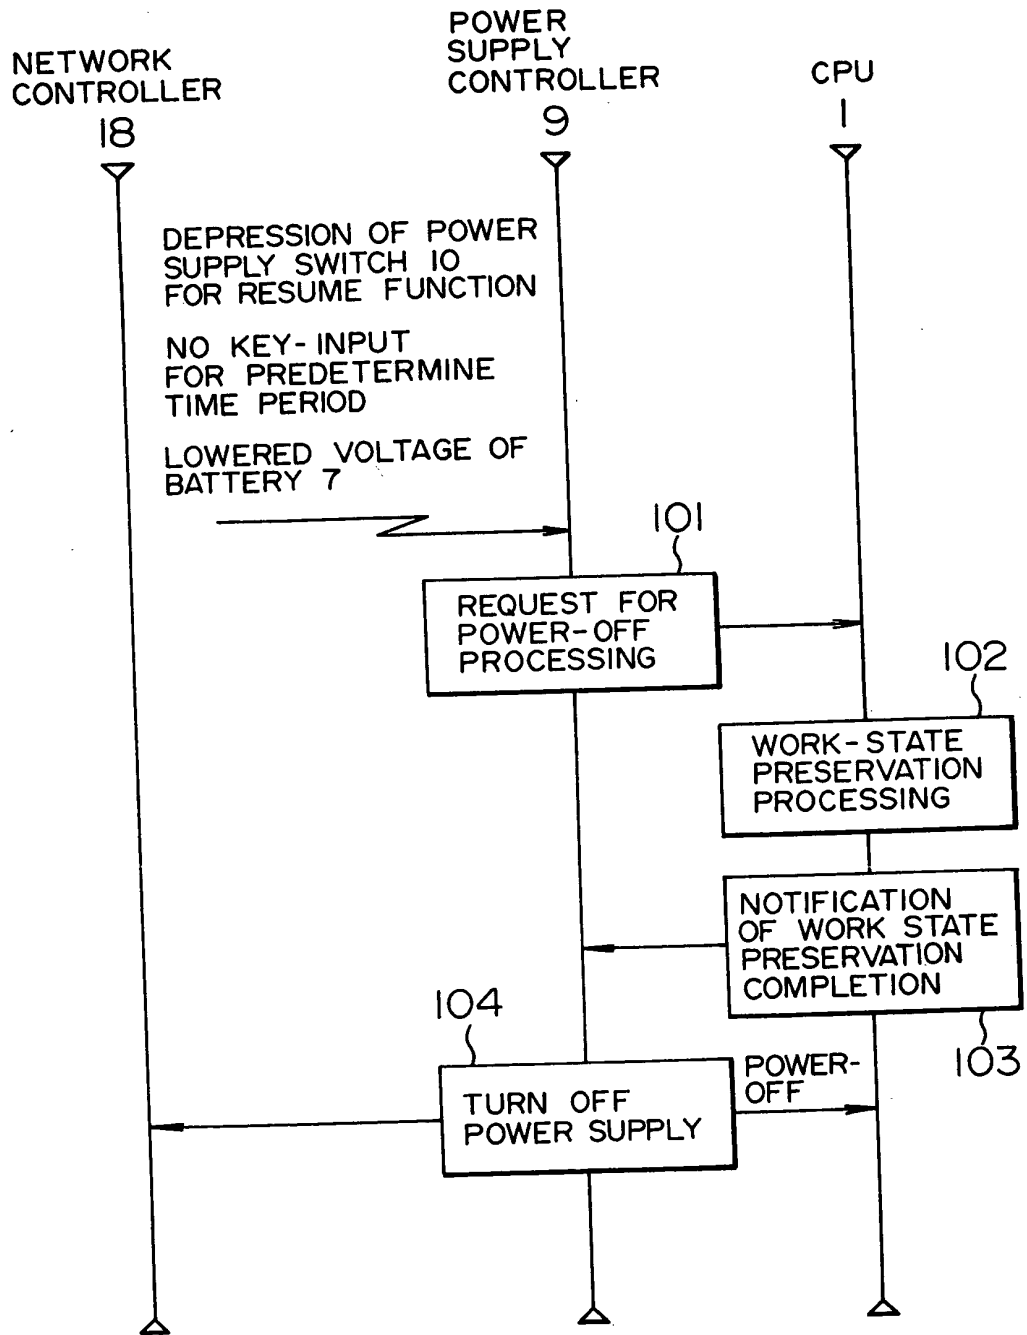 NETWORK
CONTROLLER
18
POWER
SUPPLY
CONTROLLER
9
CPU
1
DEPRESSION OF POWER
SUPPLY SWITCH 10
FOR RESUME FUNCTION
NO KEY-INPUT
FOR PREDETERMINE
TIME PERIOD
LOWERED VOLTAGE OF
BATTERY 7
101
REQUEST FOR
POWER-OFF
PROCESSING
102
WORK-STATE
PRESERVATION
PROCESSING
NOTIFICATION
OF WORK STATE
PRESERVATION
COMPLETION
103
104
TURN OFF
POWER SUPPLY
POWER-
OFF